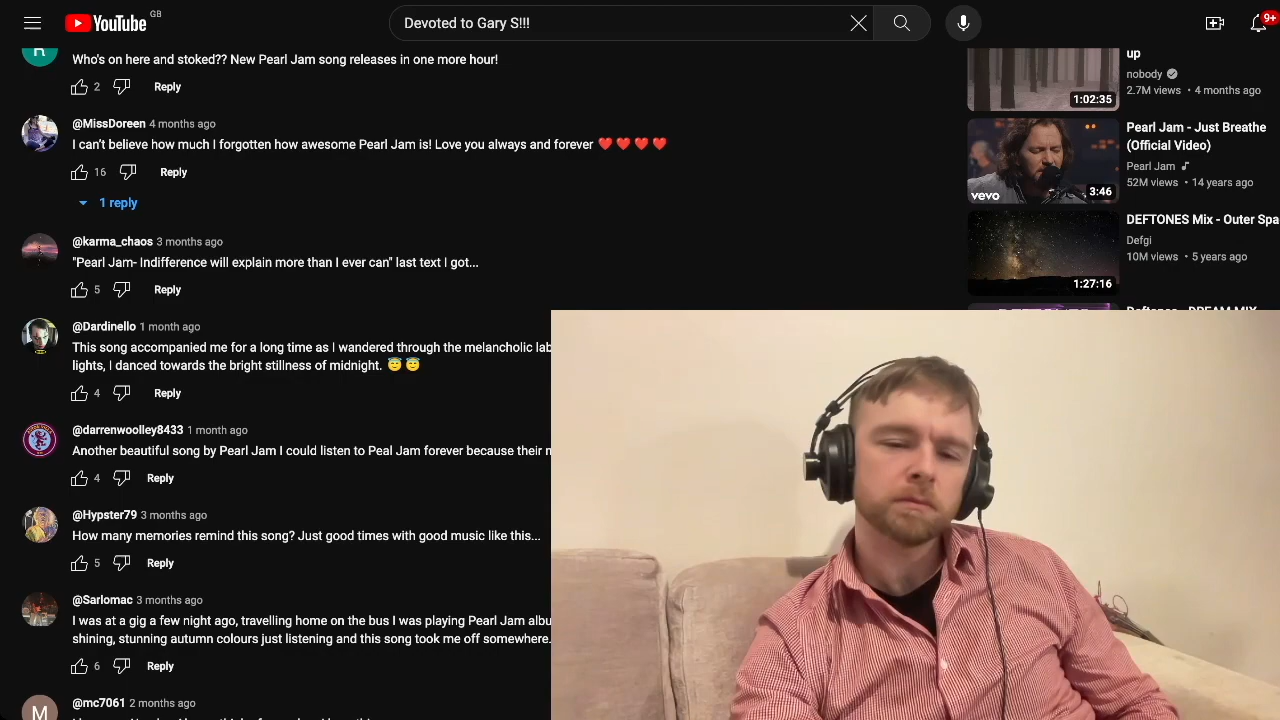 YouTube GB
Devoted to Gary S!!!
9+
Who's on here and stoked?? New Pearl Jam song releases in one more hour!
2 Reply
@MissDoreen 4 months ago
I can't believe how much I forgotten how awesome Pearl Jam is! Love you always and forever ❤️ ❤️ ❤️ ❤️
16 Reply
1 reply
@karma_chaos 3 months ago
"Pearl Jam- Indifference will explain more than I ever can" last text I got...
5 Reply
@Dardinello 1 month ago
This song accompanied me for a long time as I wandered through the melancholic lab
lights, I danced towards the bright stillness of midnight. 😇 😇
4 Reply
@darrenwoolley8433 1 month ago
Another beautiful song by Pearl Jam I could listen to Peal Jam forever because their
4 Reply
@Hypster79 3 months ago
How many memories remind this song? Just good times with good music like this...
5 Reply
@Sarlomac 3 months ago
I was at a gig a few night ago, travelling home on the bus I was playing Pearl Jam albu
shining, stunning autumn colours just listening and this song took me off somewhere.
6 Reply
M
@mc7061 2 months ago
up
nobody
2.7M views • 4 months ago
1:02:35
Pearl Jam - Just Breathe
(Official Video)
Pearl Jam
52M views • 14 years ago
vevo
3:46
DEFTONES Mix - Outer Spa
Defgi
10M views • 5 years ago
1:27:16